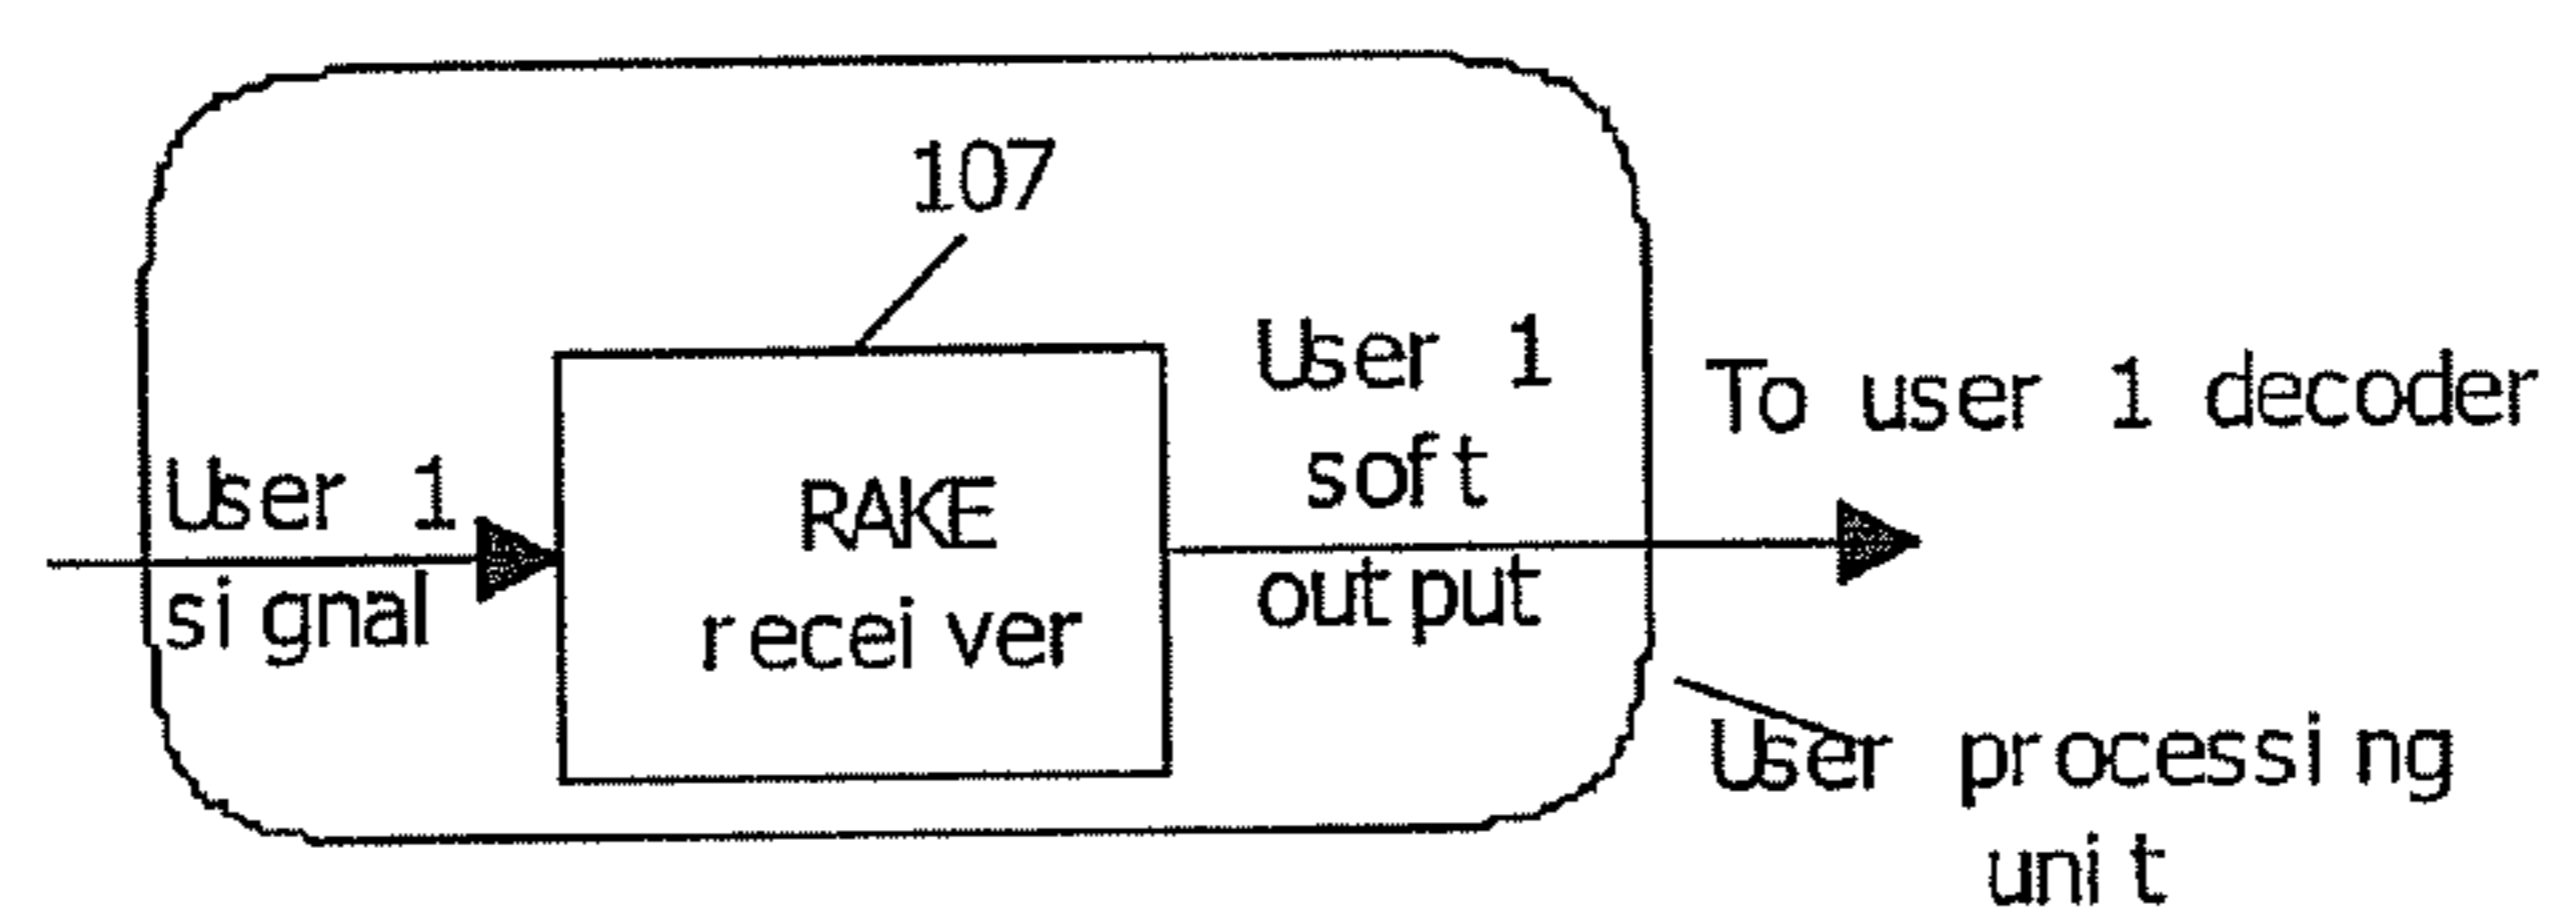 107
User 1
signal
RAKE
receiver
User 1
soft
output
To user 1 decoder
User processing
unit